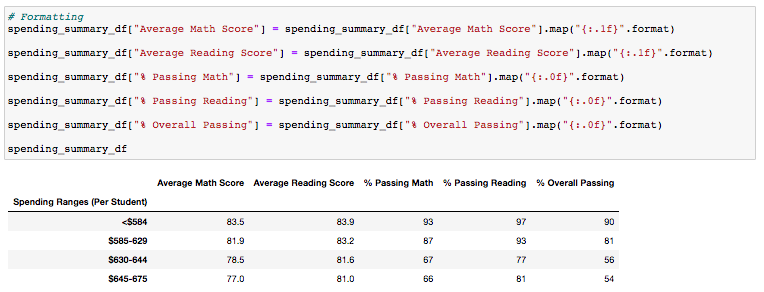 # Formatting
spending_summary_df["Average Math Score"] = spending_summary_df["Average Math Score"].map("{:.1f}".format)
spending_summary_df["Average Reading Score"] = spending_summary_df["Average Reading Score"].map("{:.1f}".format)
spending_summary_df["% Passing Math"] = spending_summary_df["% Passing Math"].map("{:.0f}".format)
spending_summary_df["% Passing Reading"] = spending_summary_df["% Passing Reading"].map("{:.0f}".format)
spending_summary_df["% Overall Passing"] = spending_summary_df["% Overall Passing"].map("{:.0f}".format)
spending_summary_df
Average Math Score Average Reading Score % Passing Math % Passing Reading % Overall Passing
Spending Ranges (Per Student)
<$584 83.5 83.9 93 97 90
$585-629 81.9 83.2 87 93 81
$630-644 78.5 81.6 67 77 56
$645-675 77.0 81.0 66 81 54